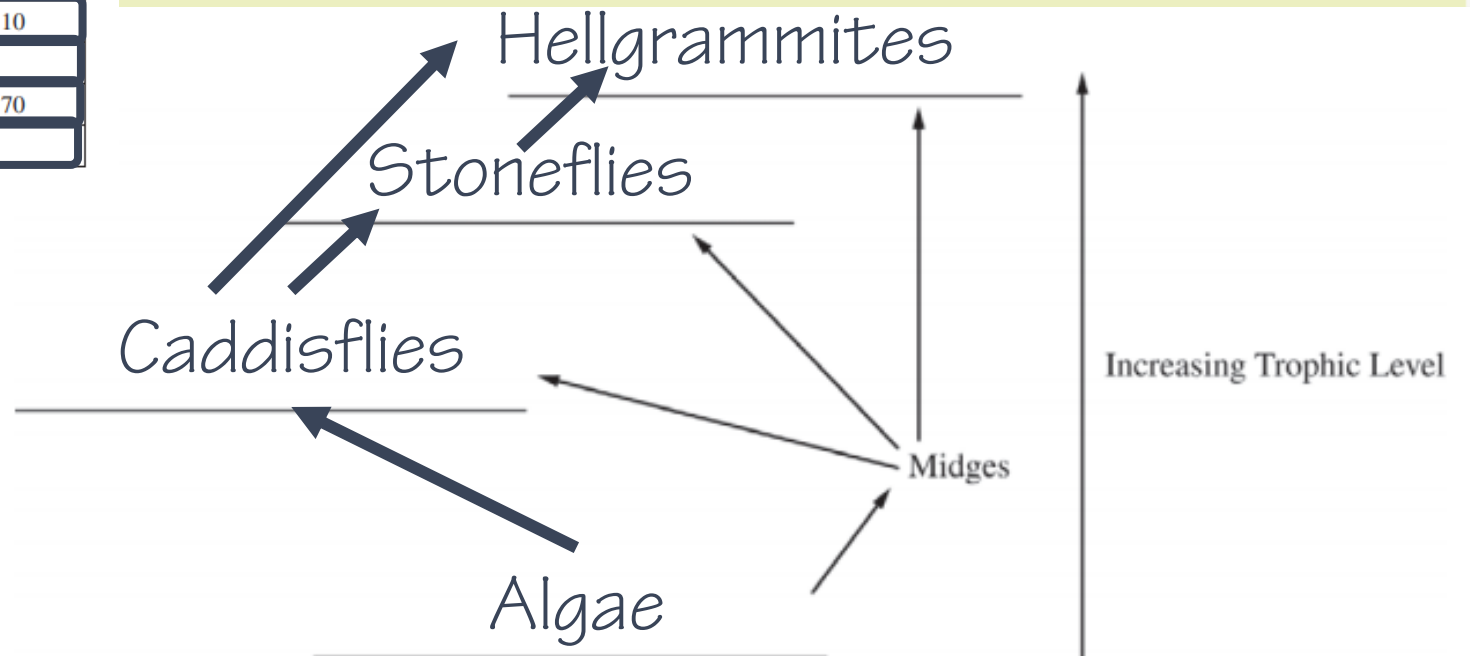 10
Hellgrammites
70
Stoneflies
Caddisflies
Increasing Trophic Level
Midges
Algae